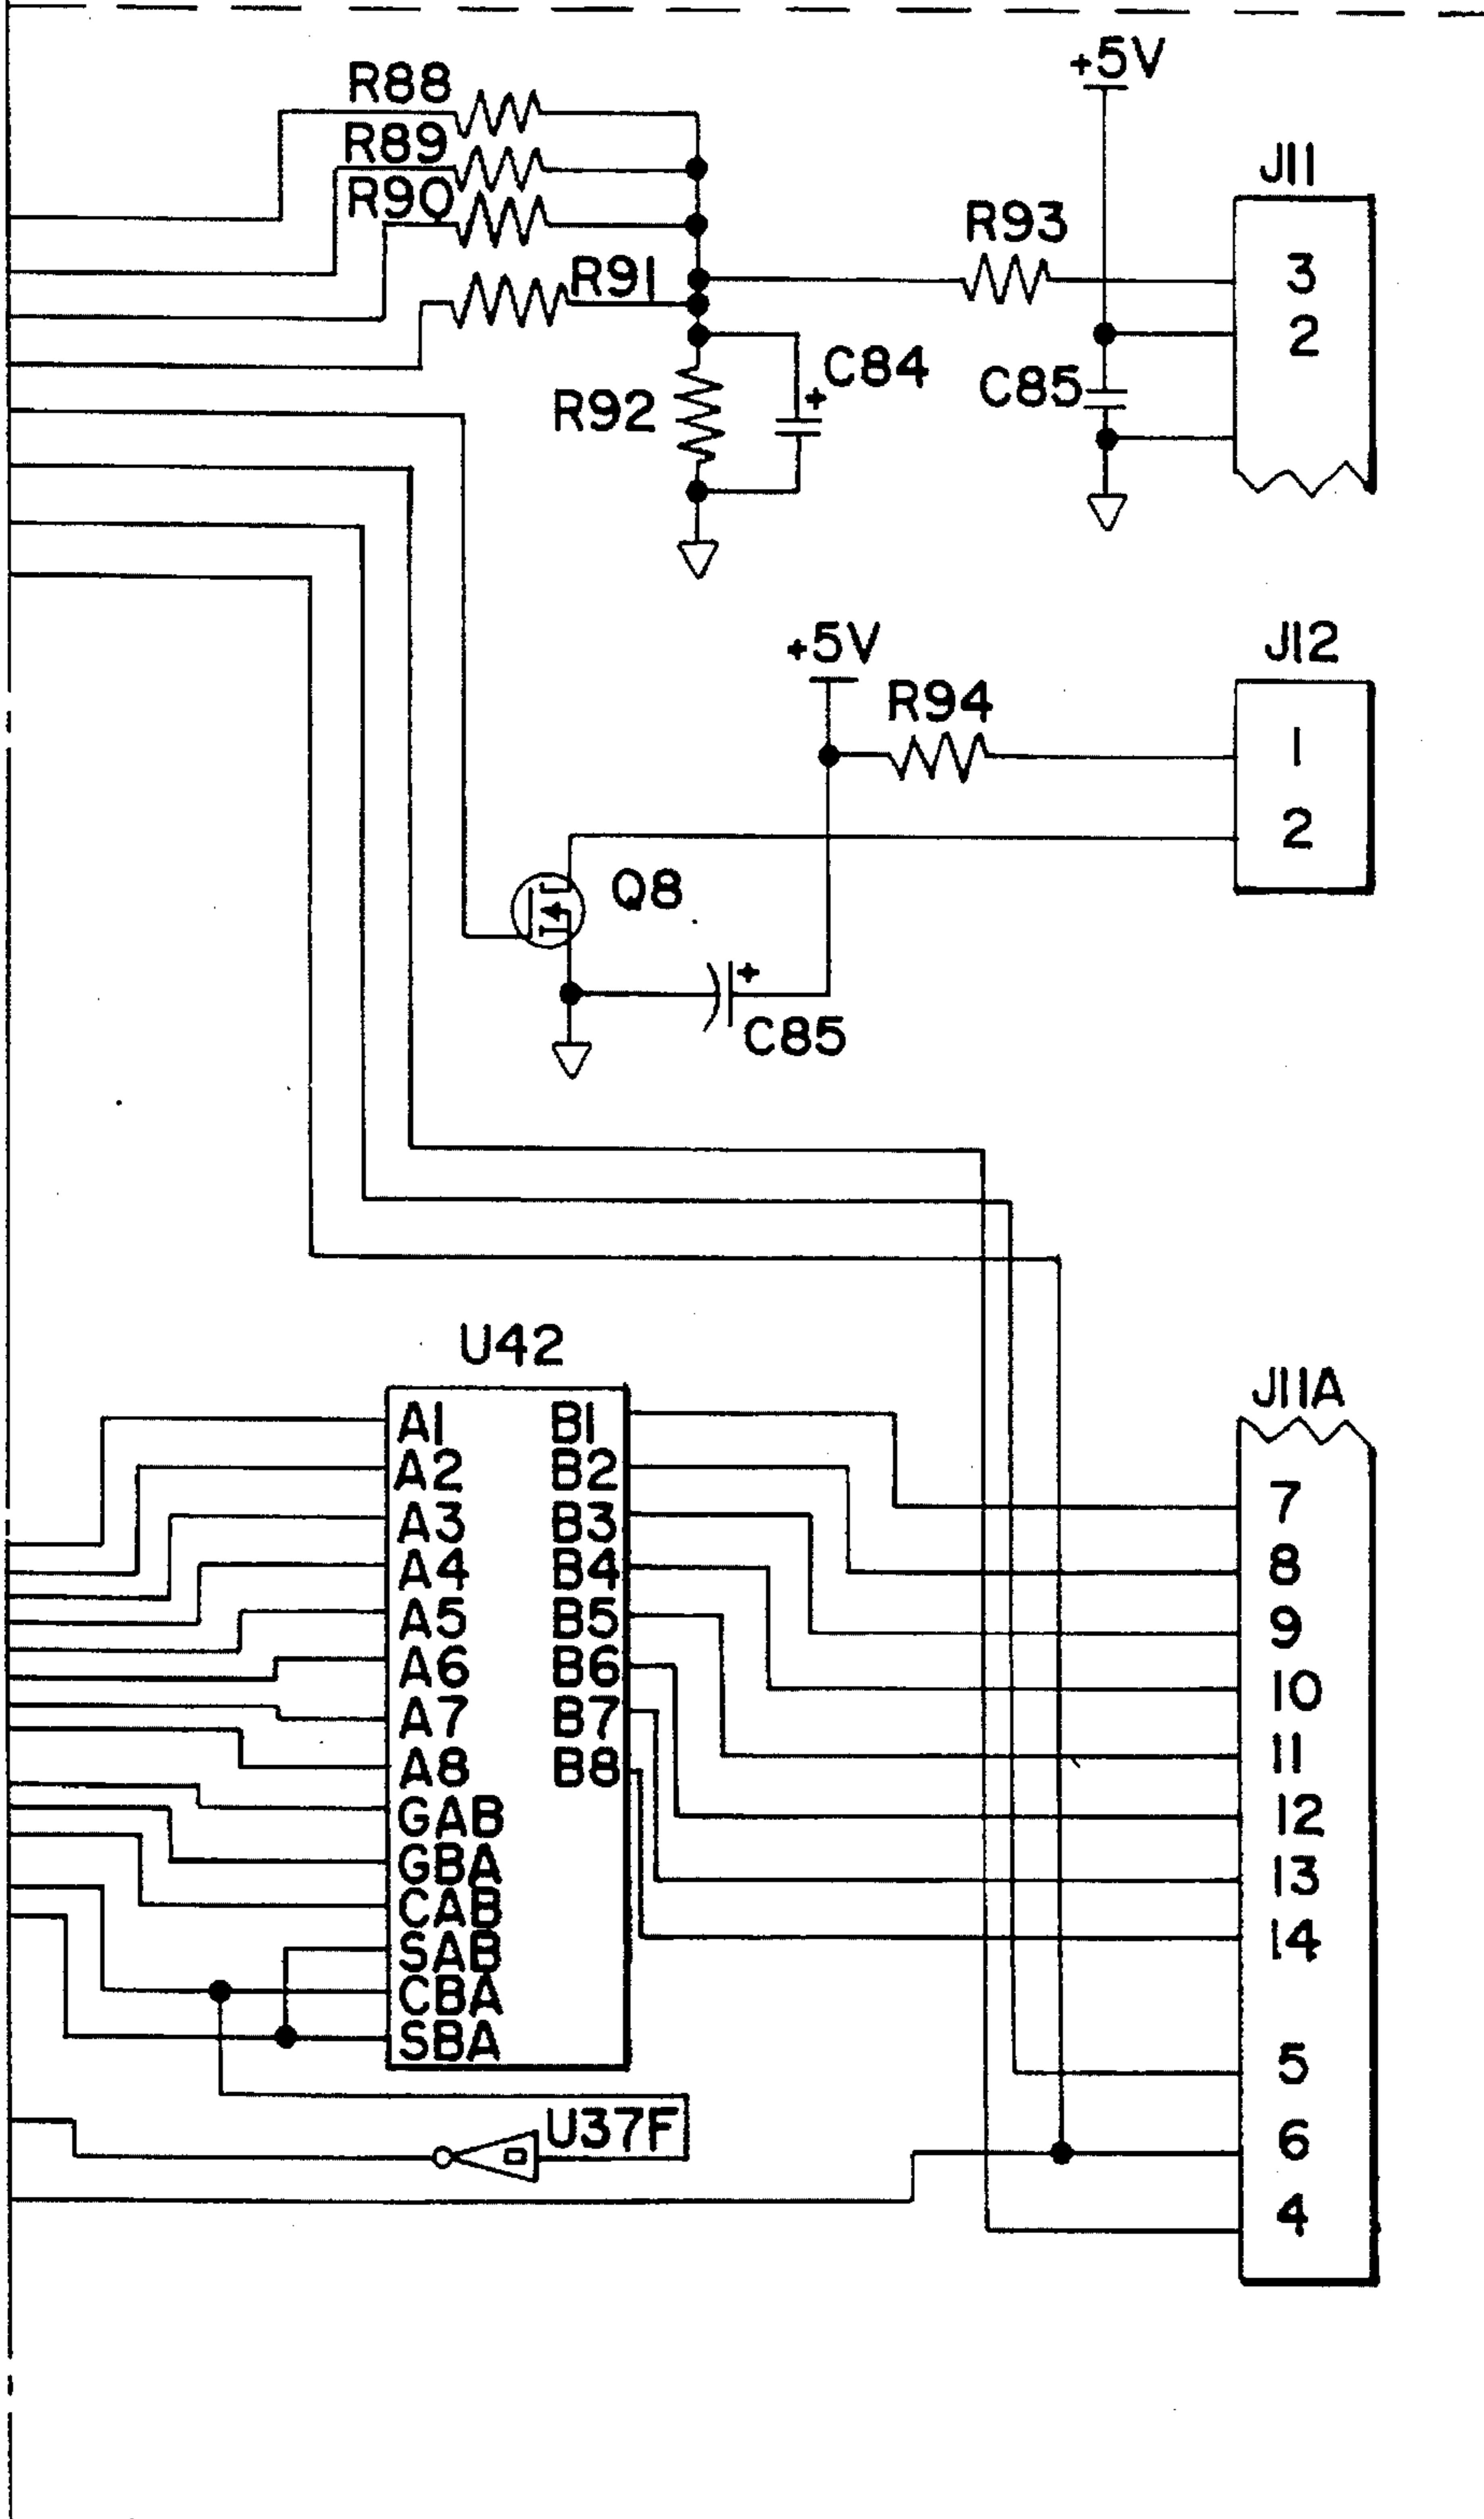 +5V
R88
R89
R90
R91
R93
J11
3
2
R92
C84
+
C85
+5V
R94
J12
1
2
Q8
+
C85
U42
A1 B1
A2 B2
A3 B3
A4 B4
A5 B5
A6 B6
A7 B7
A8 B8
GAB
GBA
CAB
SAB
CBA
SBA
U37F
J11A
7
8
9
10
11
12
13
14
5
6
4